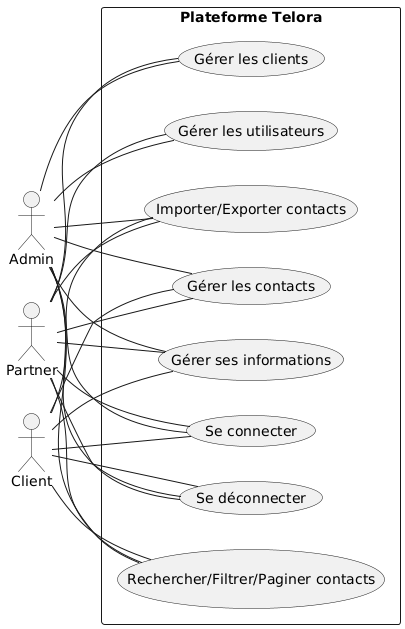 Plateforme Telora
Gérer les clients
Gérer les utilisateurs
Importer/Exporter contacts
Admin
Gérer les contacts
Gérer ses informations
Partner
Se connecter
Client
Se déconnecter
Rechercher/Filtrer/Paginer contacts